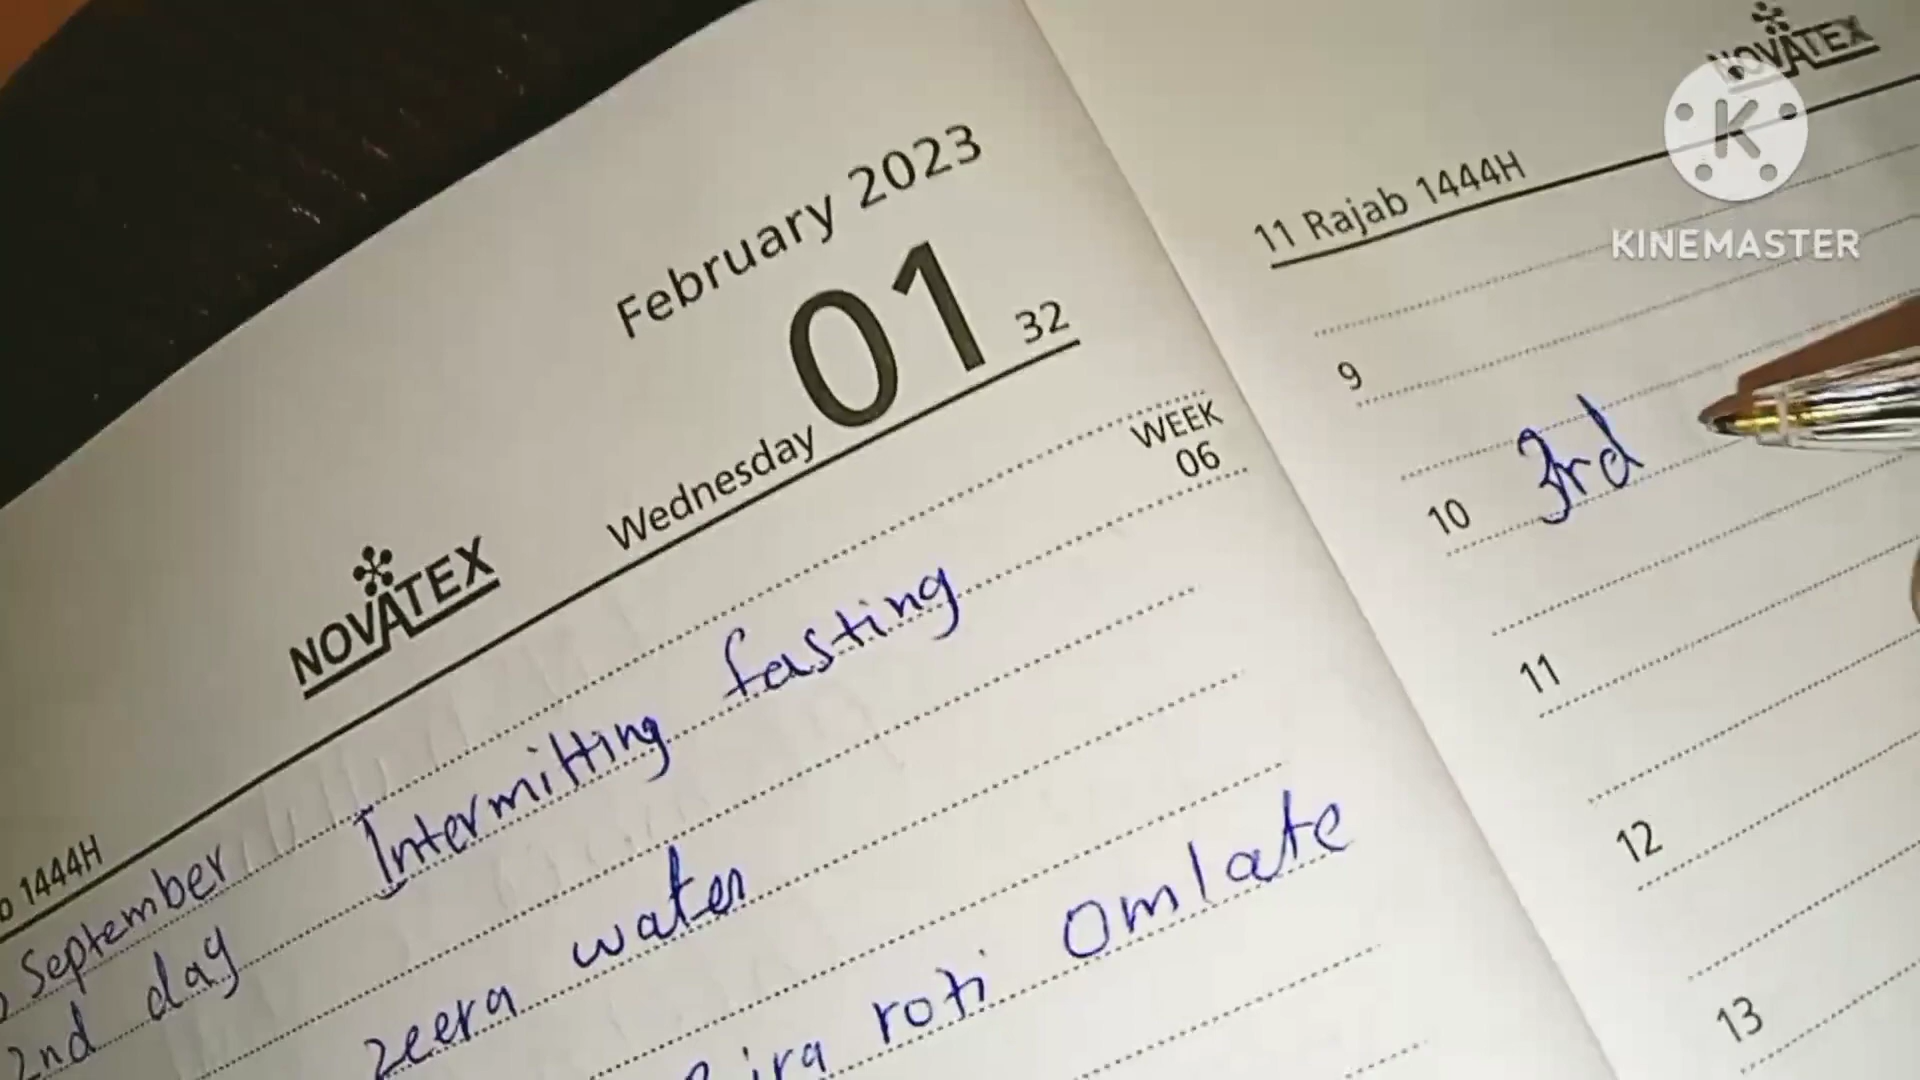 February 2023
01
32
Wednesday
NOVATEX
WEEK
06
1444H
September Intermitting fasting
2nd day
zeera water
roti Omlate
NOVATEX
11 Rajab 1444H
9
10 3rd
11
12
13
K
KINEMASTER